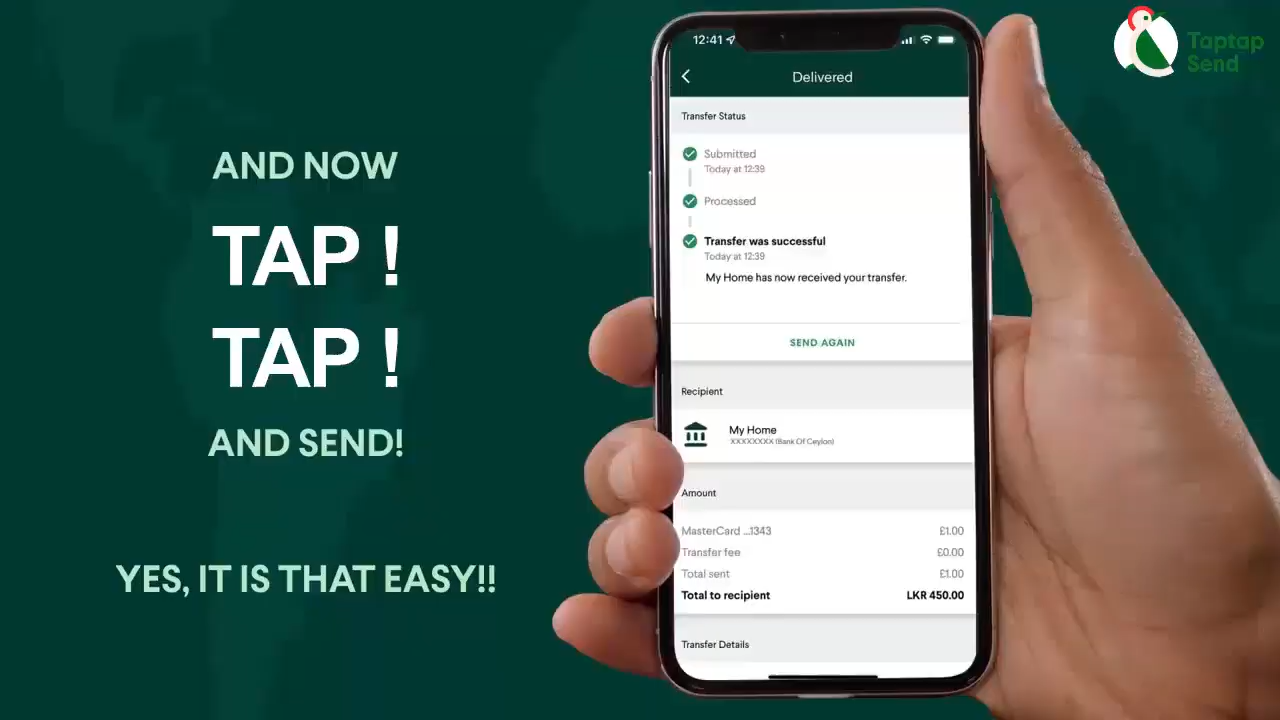 AND NOW
TAP !
TAP !
AND SEND!
YES, IT IS THAT EASY!!
12:41
Delivered
Transfer Status
Submitted
Today at 12:39
Processed
Transfer was successful
Today at 12:39
My Home has now received your transfer.
SEND AGAIN
Recipient
My Home
XXXXXXXX (Bank Of Ceylon)
Amount
MasterCard ...1343 £1.00
Transfer fee £0.00
Total sent £1.00
Total to recipient LKR 450.00
Transfer Details
Taptap
Send